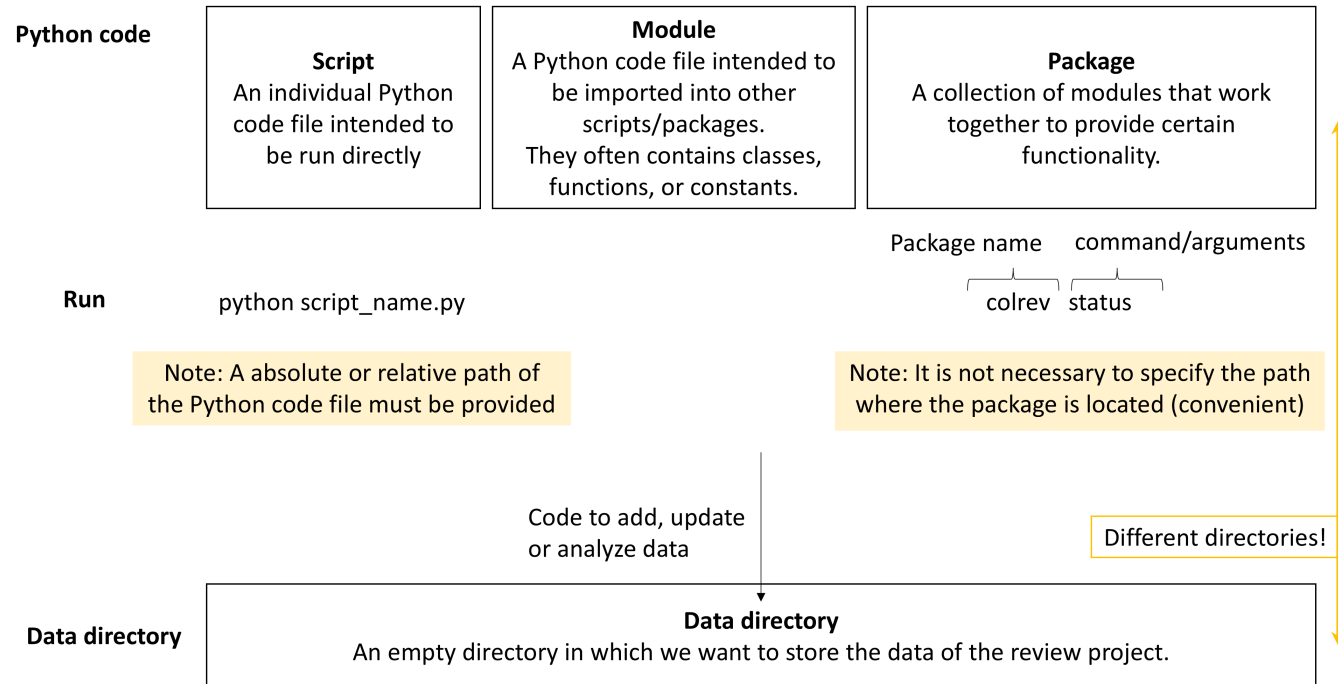 Python code
Script
An individual Python
code file intended to
be run directly
Module
A Python code file intended to
be imported into other
scripts/packages.
They often contains classes,
functions, or constants.
Package
A collection of modules that work
together to provide certain
functionality.
Package name command/arguments
Run
python script_name.py
colrev status
Note: A absolute or relative path of
the Python code file must be provided
Note: It is not necessary to specify the path
where the package is located (convenient)
Code to add, update
or analyze data
Different directories!
Data directory
Data directory
An empty directory in which we want to store the data of the review project.